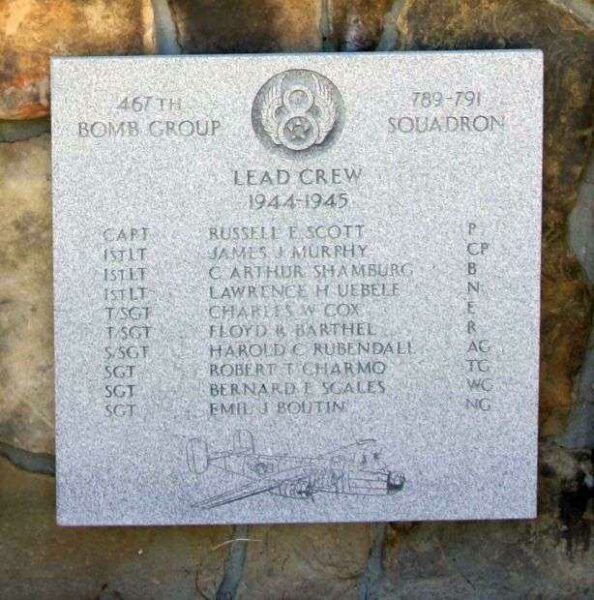 467TH
BOMB GROUP
8
789-791
SQUADRON
LEAD CREW
1944-1945
CAPT RUSSELL E SCOTT P
1ST LT JAMES J MURPHY CP
1ST LT C ARTHUR SHAMBURG B
1ST LT LAWRENCE H UEBELE N
T/SGT CHARLES W COX E
T/SGT FLOYD R BARTHEL R
S/SGT HAROLD C RUBENDALL AG
SGT ROBERT T CHARMO TG
SGT BERNARD E SCALES WG
SGT EMIL J BOUTIN NG